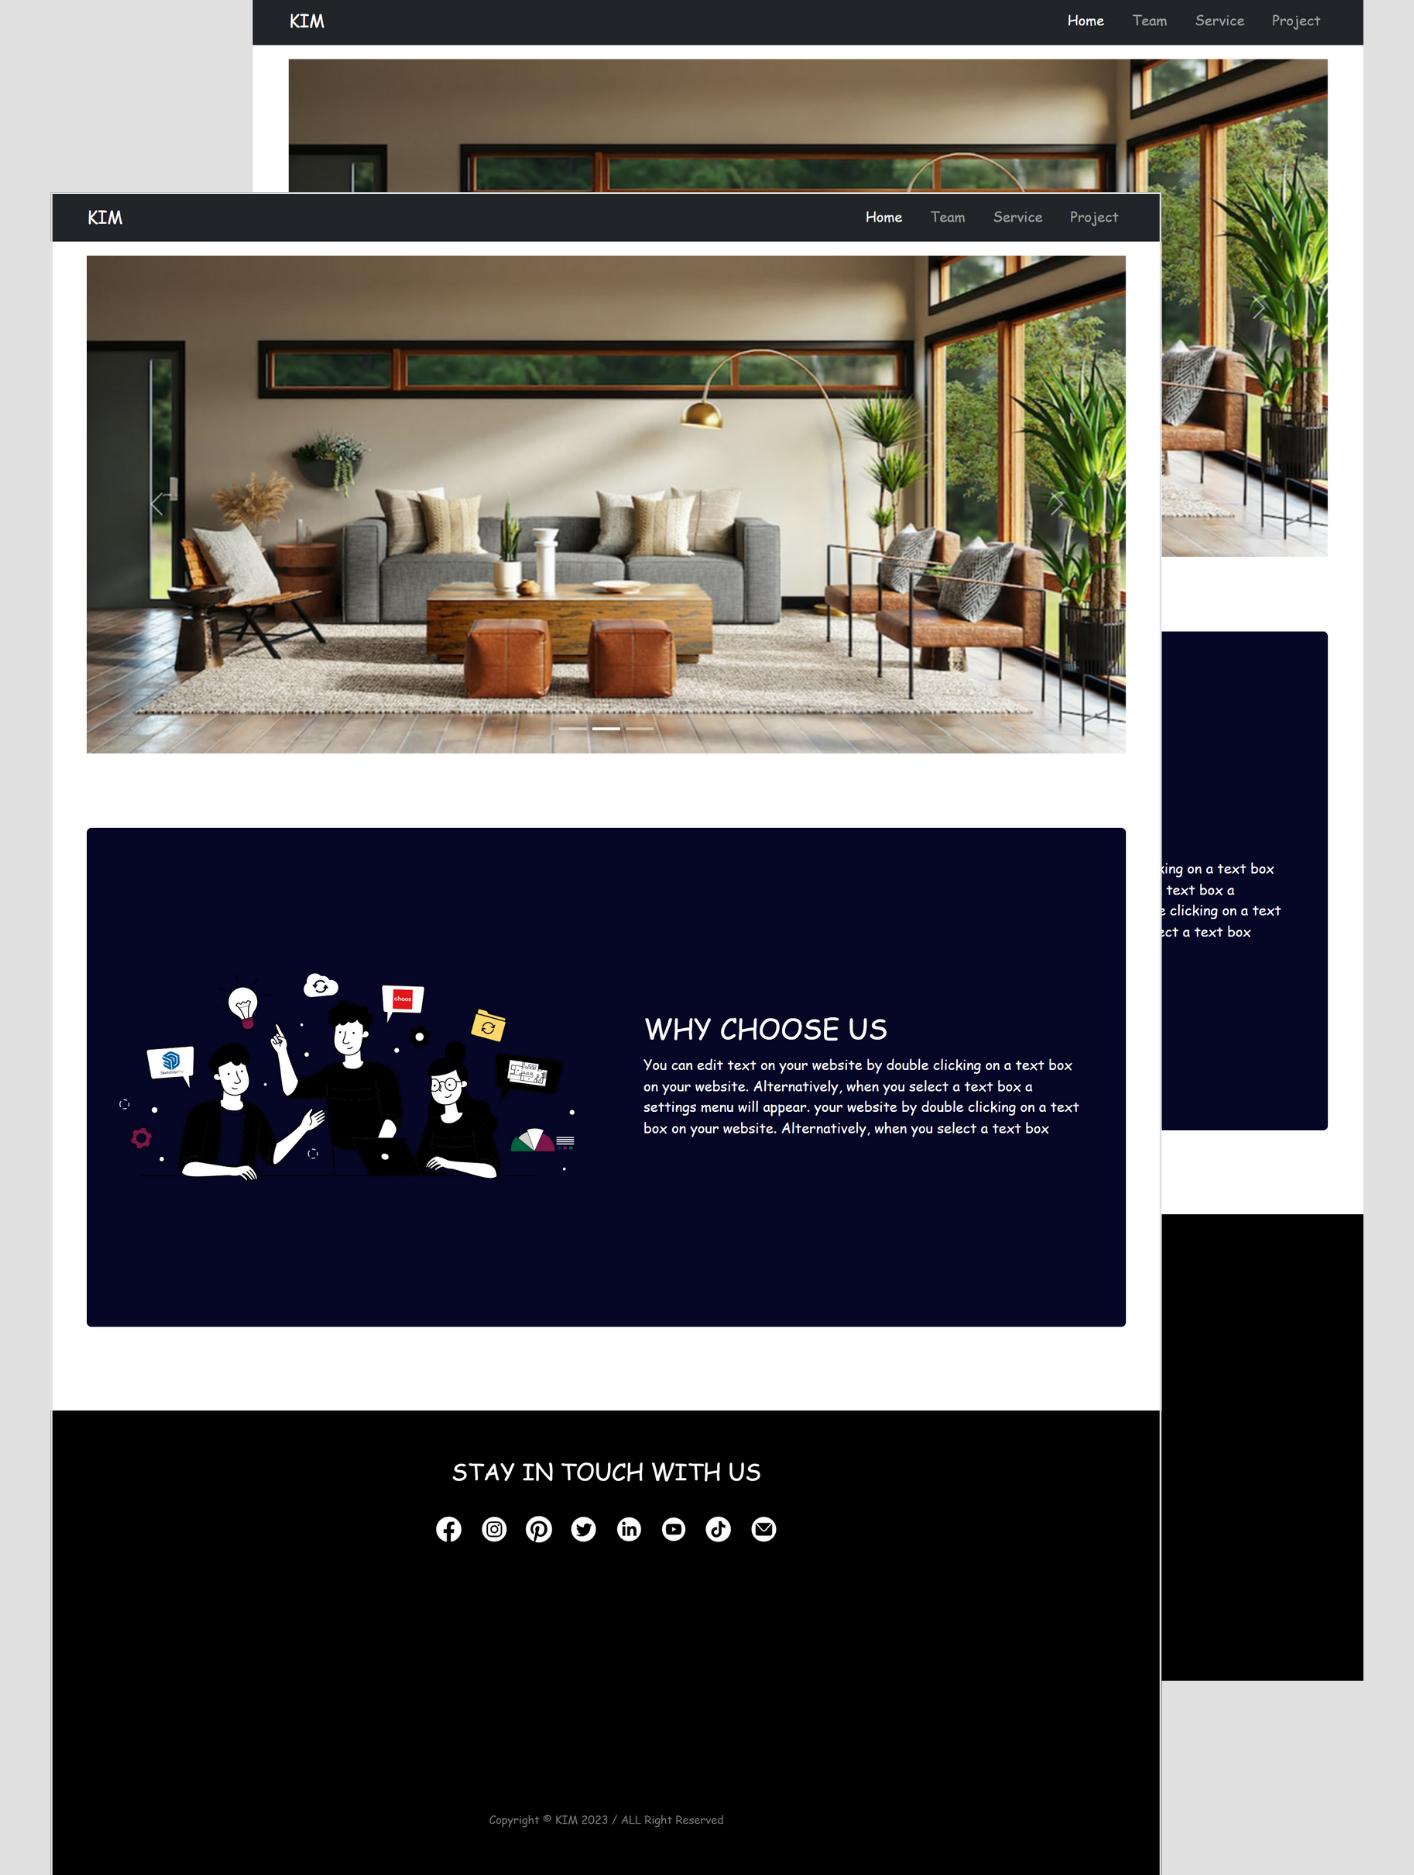 KIM
Home Team Service Project
KIM
Home Team Service Project
king on a text box
text box a
clicking on a text
ect a text box
chaos
SketchUp
WHY CHOOSE US
You can edit text on your website by double clicking on a text box
on your website. Alternatively, when you select a text box a
settings menu will appear. your website by double clicking on a text
box on your website. Alternatively, when you select a text box
STAY IN TOUCH WITH US
Copyright © KIM 2023 / ALL Right Reserved